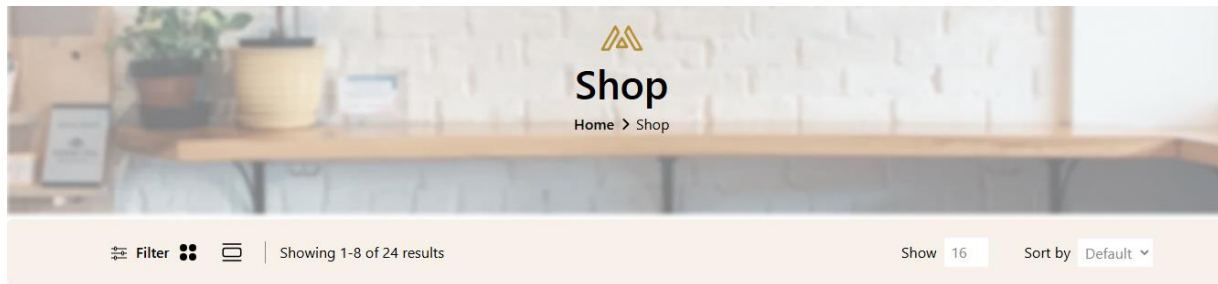 Shop
Home > Shop
Filter
Showing 1-8 of 24 results
Show 16
Sort by Default